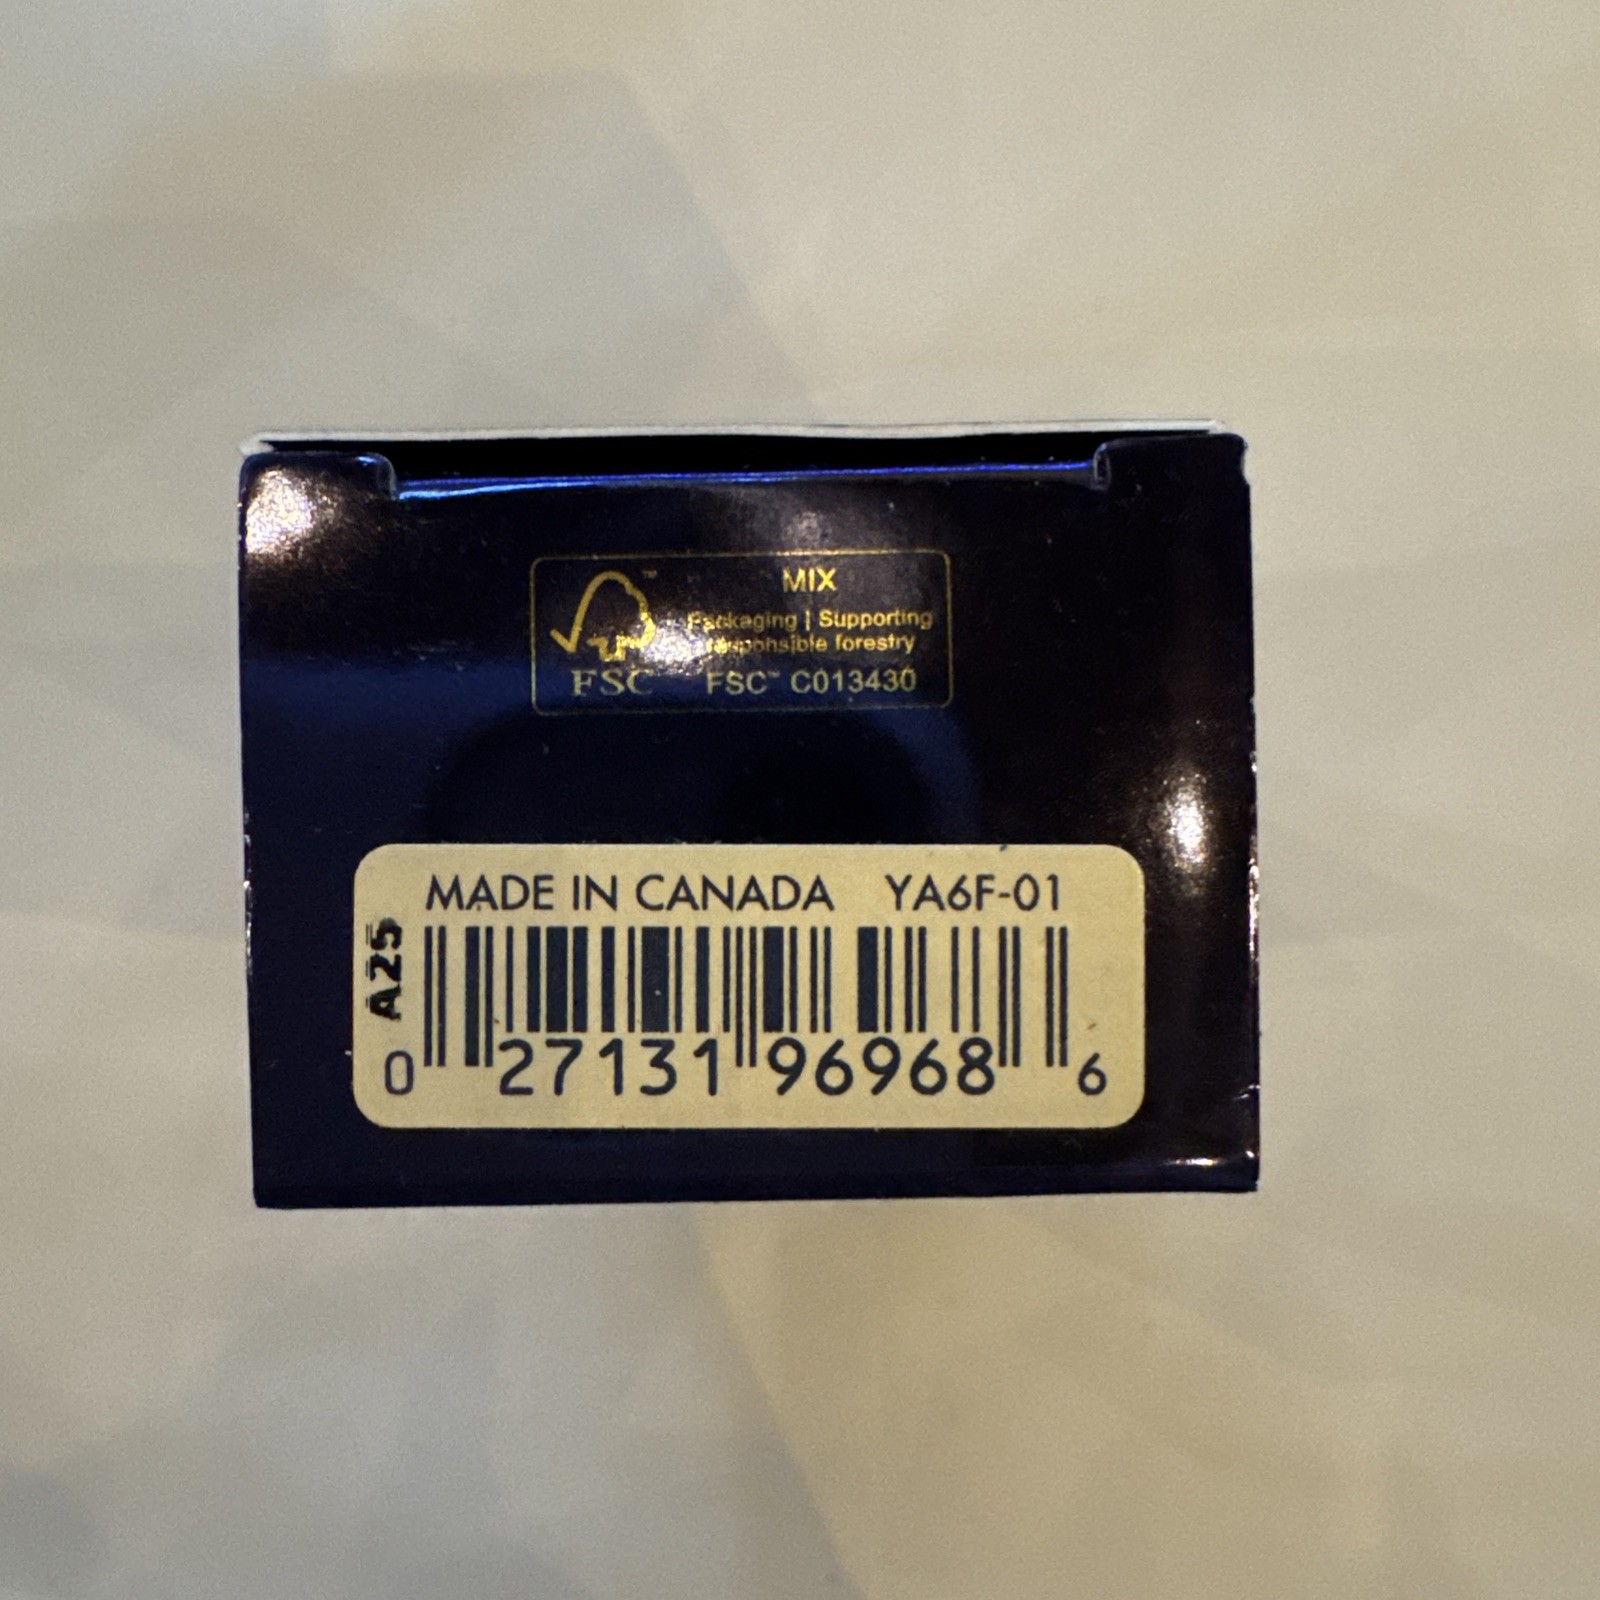 MIX
Packaging | Supporting
responsible forestry
FSC
FSC™ C013430
MADE IN CANADA YA6F-01
A25
0 27131 96968 6